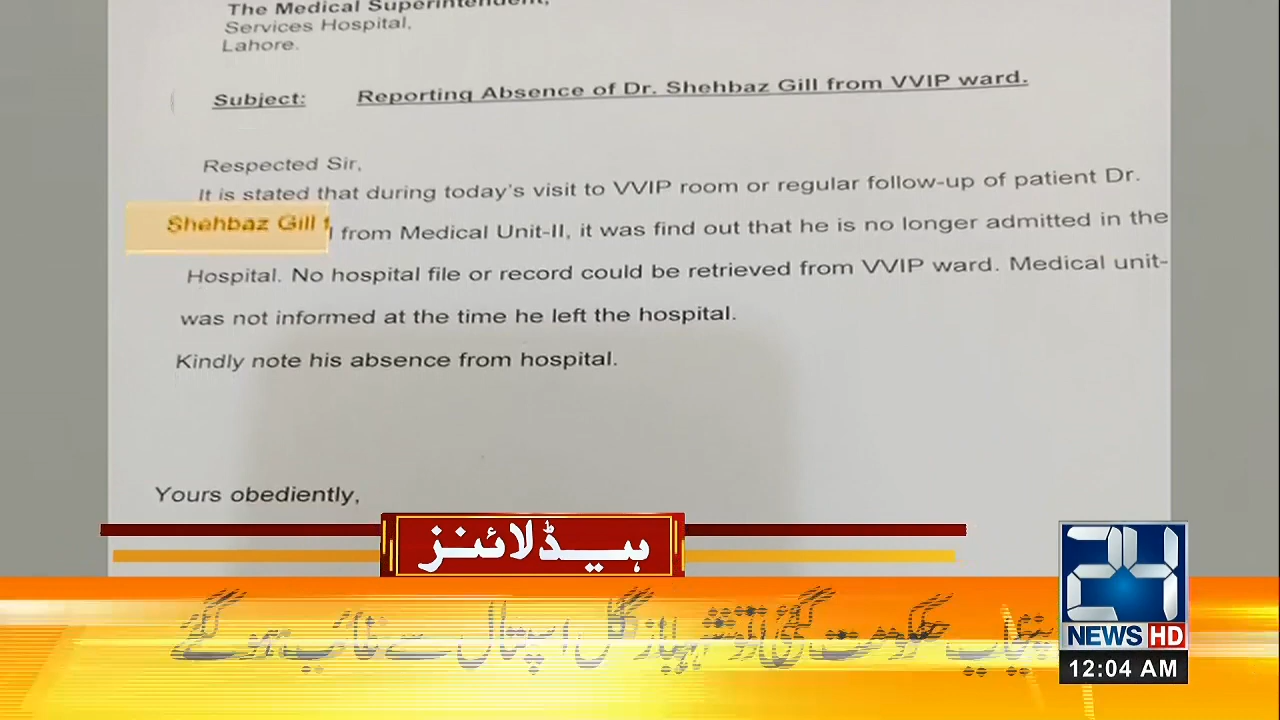 The Medical Superintendent,
Services Hospital,
Lahore.
Subject: Reporting Absence of Dr. Shehbaz Gill from VVIP ward.
Respected Sir,
It is stated that during today's visit to VVIP room or regular follow-up of patient Dr.
Shehbaz Gill from Medical Unit-II, it was find out that he is no longer admitted in the
Hospital. No hospital file or record could be retrieved from VVIP ward. Medical unit-
was not informed at the time he left the hospital.
Kindly note his absence from hospital.
Yours obediently,
ہیڈلائنز
پنجاب حکومت گئی تو شہباز گل اسپتال سے غائب ہوگئے
24
NEWS HD
12:04 AM